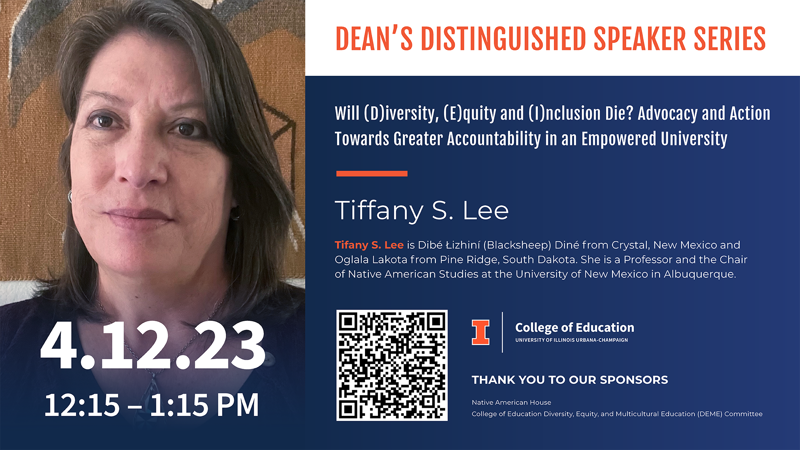 DEAN'S DISTINGUISHED SPEAKER SERIES
Will (D)iversity, (E)quity and (I)nclusion Die? Advocacy and Action
Towards Greater Accountability in an Empowered University
Tiffany S. Lee
Tifany S. Lee is Dibé Łizhiní (Blacksheep) Diné from Crystal, New Mexico and
Oglala Lakota from Pine Ridge, South Dakota. She is a Professor and the Chair
of Native American Studies at the University of New Mexico in Albuquerque.
4.12.23
12:15 – 1:15 PM
I
College of Education
UNIVERSITY OF ILLINOIS URBANA-CHAMPAIGN
THANK YOU TO OUR SPONSORS
Native American House
College of Education Diversity, Equity, and Multicultural Education (DEME) Committee